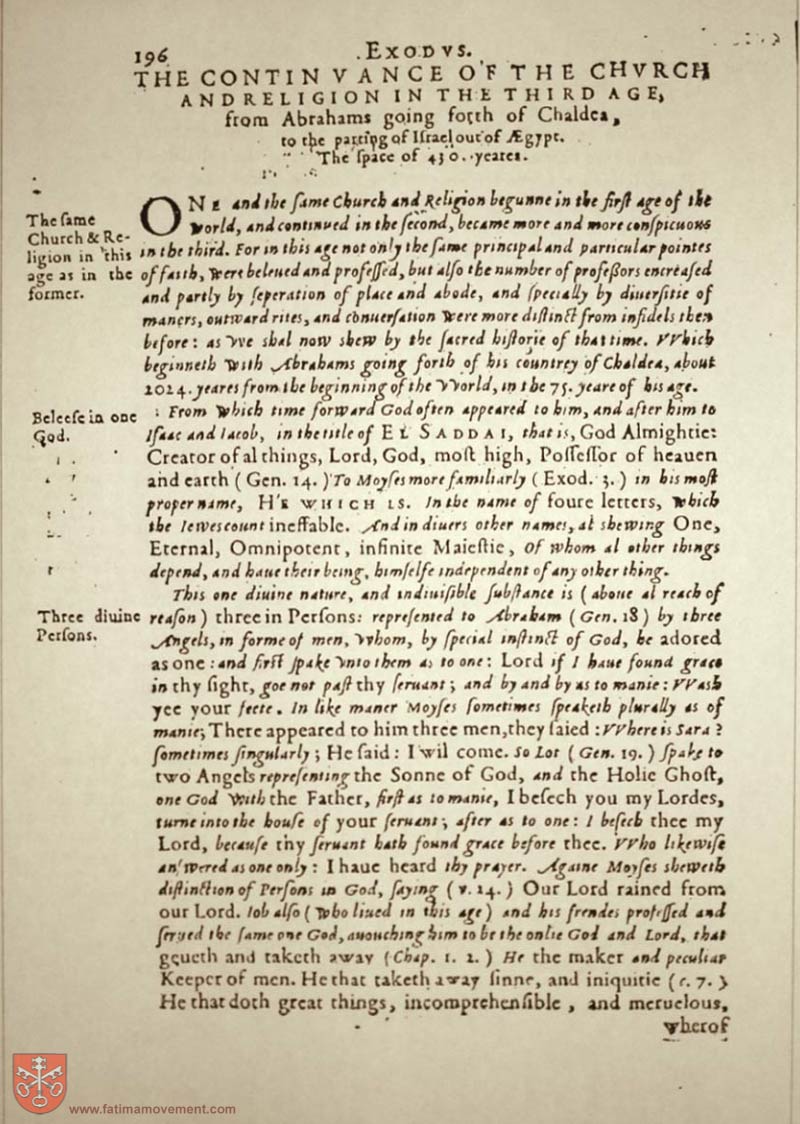 196
.EXODVS.
THE CONTINVANCE OF THE CHVRCH
AND RELIGION IN THE THIRD AGE,
from Abrahams going forth of Chaldea,
to the parting of Iſrael out of Ægypt.
The ſpace of 430. yeares.
The ſame
Church & Re-
ligion in this
age as in the
former.
ONE and the ſame Church and Religion begunne in the firſt age of the
world, and continued in the ſecond, became more and more conſpicuous
in the third. For in this age not only the ſame principal and particular pointes
of faith, were beleued and profeſſed, but alſo the number of profeſſors encreaſed
and partly by ſeperation of place and abode, and ſpecially by diuerſitie of
maners, outward rites, and conuerſation were more diſtinct from infidels then
before: as we ſhal now ſhew by the ſacred hiſtorie of that time. VVhich
beginneth with Abrahams going forth of his countrey of Chaldea, about
2024. yeares from the beginning of the VVorld, in the 75. yeare of his age.
Beleefe in one
God.
From which time forward God often appeared to him, and after him to
Iſaac and Iacob, in the title of EL SADDAI, that is, God Almightie:
Creator of al things, Lord, God, moſt high, Poſſeſſor of heauen
and earth (Gen. 14.) To Moyſes more familiarly (Exod. 3.) in his moſt
proper name, HE WHICH IS. In the name of foure letters, which
the Iewes count ineffable. And in diuers other names, al shewing One,
Eternal, Omnipotent, infinite Maieſtie, Of whom al other things
depend, and haue their being, himſelfe independent of any other thing.
Three diuine
Perſons.
This one diuine nature, and indiuiſible ſubſtance is (aboue al reach of
reaſon) three in Perſons: repreſented to Abraham (Gen. 18) by three
Angels, in forme of men, whom, by ſpecial inſtinct of God, he adored
as one: and firſt ſpake vnto them as to one: Lord if I haue found grace
in thy ſight, goe not paſt thy ſeruant; and by and by as to manie: VVash
yee your feete. In like maner Moyſes ſometimes ſpeaketh plurally as of
manie; There appeared to him three men, they ſaied: VVhere is Sara?
ſometimes ſingularly; He ſaid: I wil come. So Lot (Gen. 19.) ſpake to
two Angels repreſenting the Sonne of God, and the Holie Ghoſt,
one God with the Father, firſt as to manie, I beſech you my Lordes,
turne into the houſe of your ſeruant; after as to one: I beſech thee my
Lord, becauſe thy ſeruant hath found grace before thee. VVho likewiſe
anſwered as one only: I haue heard thy prayer. Againe Moyſes sheweth
diſtinction of Perſons in God, ſaying (v. 24.) Our Lord rained from
our Lord. Iob alſo (who liued in this age) and his frendes profeſſed and
ſerued the ſame one God, auouching him to be the onlie God and Lord, that
geueth and taketh away (Chap. 1. 2.) He the maker and peculiar
Keeper of men. He that taketh away ſinne, and iniquitie (c. 7.)
He that doth great things, incomprehenſible, and meruelous,
wherof
www.fatimamovement.com